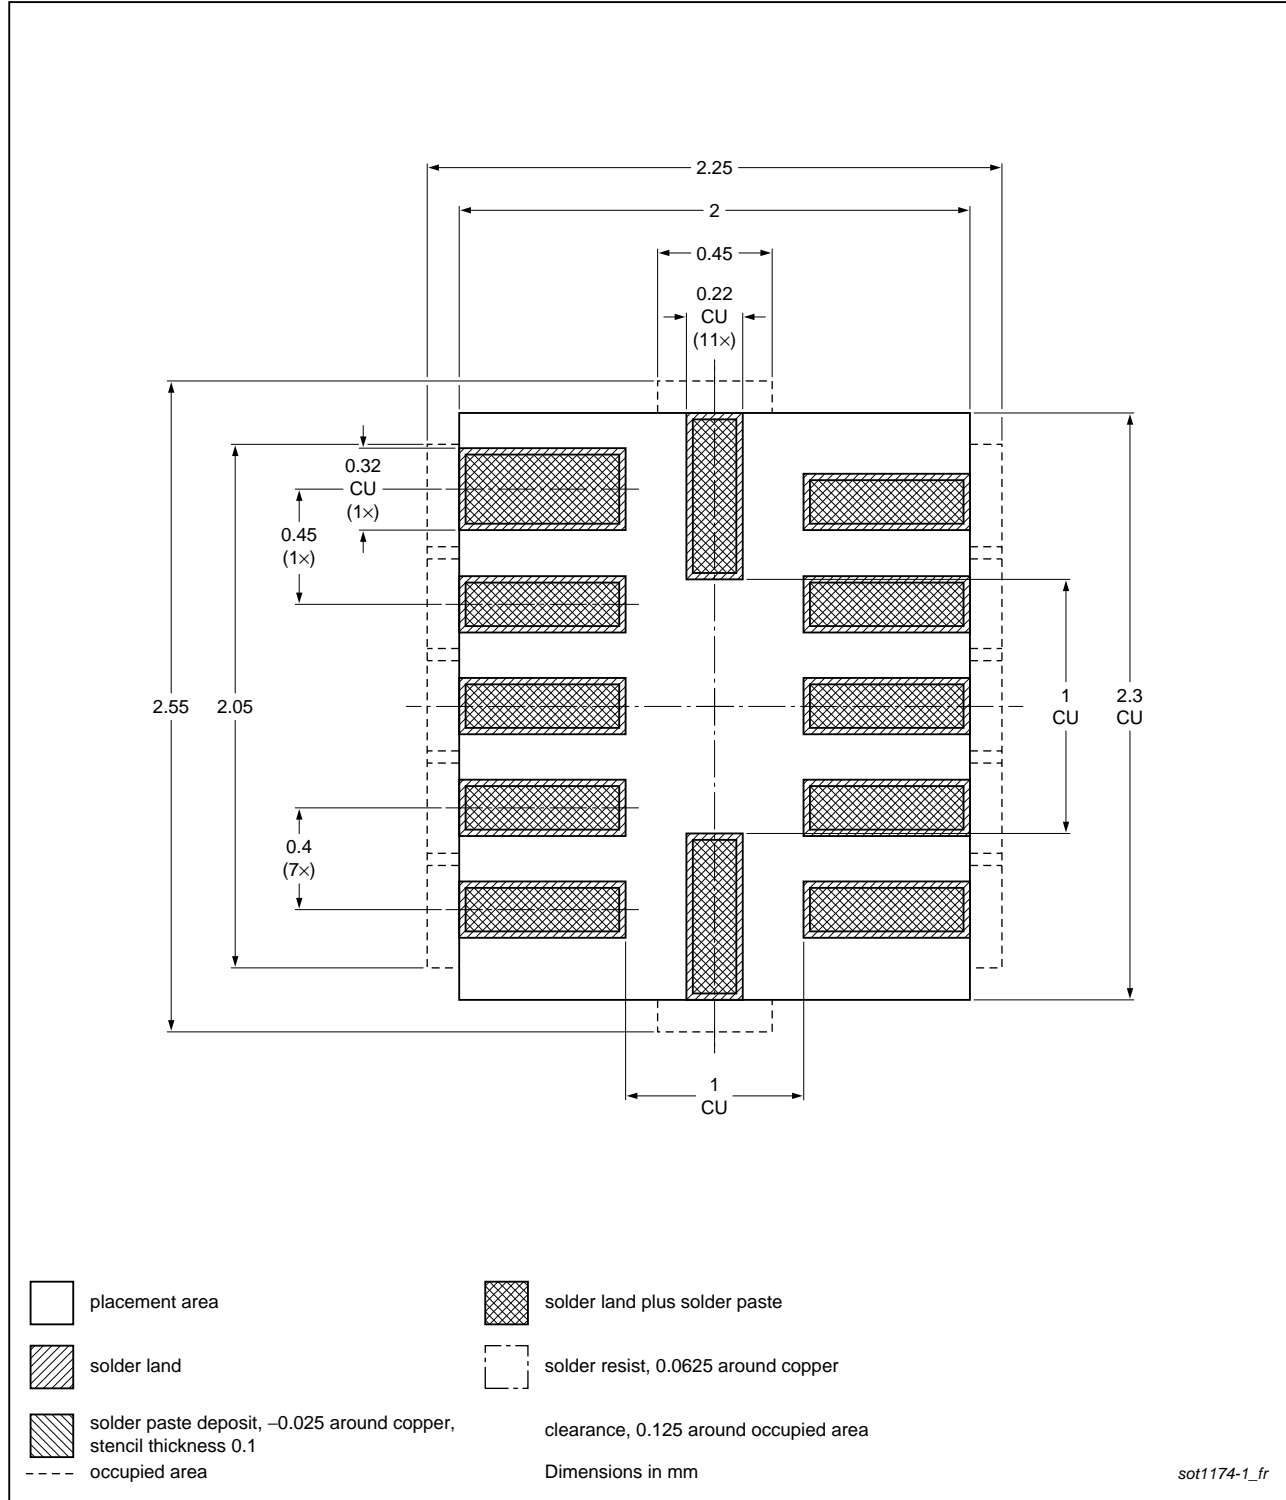 2.25
2
0.45
0.22
CU
(11×)
0.32
CU
(1×)
0.45
(1×)
2.55
2.05
1
CU
2.3
CU
0.4
(7×)
1
CU
placement area
solder land plus solder paste
solder land
solder resist, 0.0625 around copper
solder paste deposit, −0.025 around copper,
stencil thickness 0.1
clearance, 0.125 around occupied area
occupied area
Dimensions in mm
sot1174-1_fr